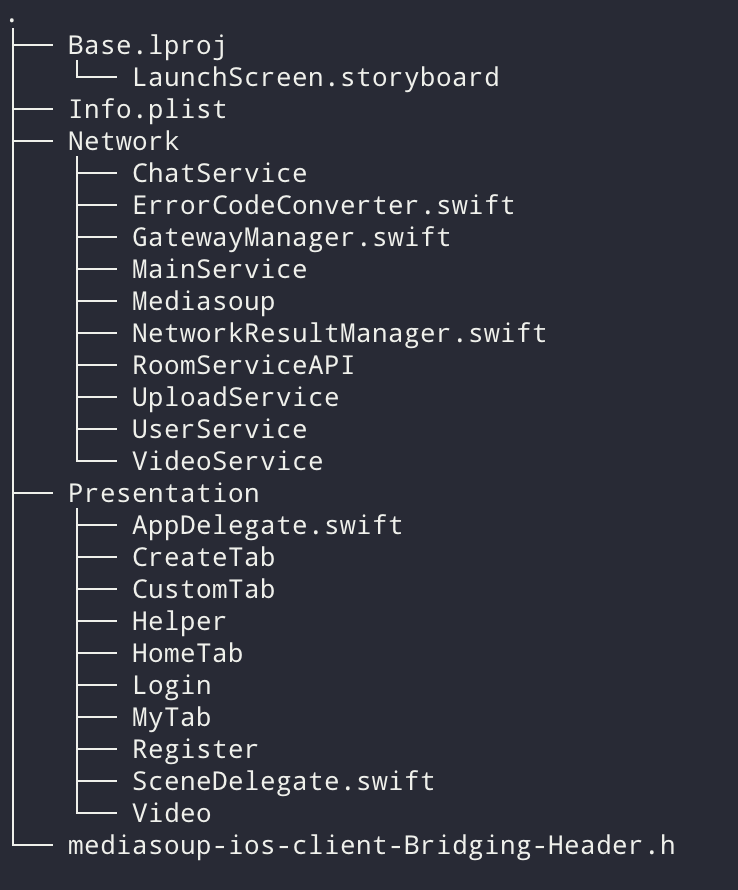 .
├── Base.lproj
│   └── LaunchScreen.storyboard
├── Info.plist
├── Network
│   ├── ChatService
│   ├── ErrorCodeConverter.swift
│   ├── GatewayManager.swift
│   ├── MainService
│   ├── Mediasoup
│   ├── NetworkResultManager.swift
│   ├── RoomServiceAPI
│   ├── UploadService
│   ├── UserService
│   └── VideoService
├── Presentation
│   ├── AppDelegate.swift
│   ├── CreateTab
│   ├── CustomTab
│   ├── Helper
│   ├── HomeTab
│   ├── Login
│   ├── MyTab
│   ├── Register
│   ├── SceneDelegate.swift
│   └── Video
└── mediasoup-ios-client-Bridging-Header.h